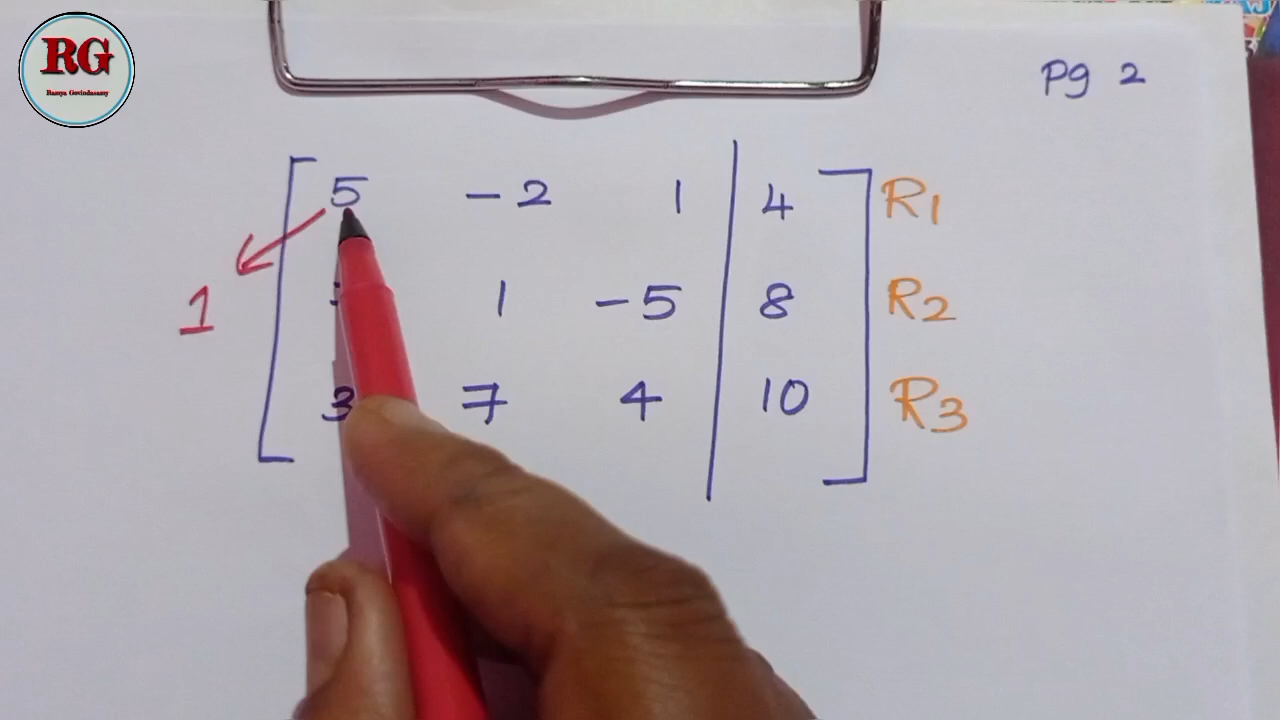 RG
Ramya Govindasamy
pg 2
5 -2 1 4 R1
1 -5 8 R2
1
3 7 4 10 R3